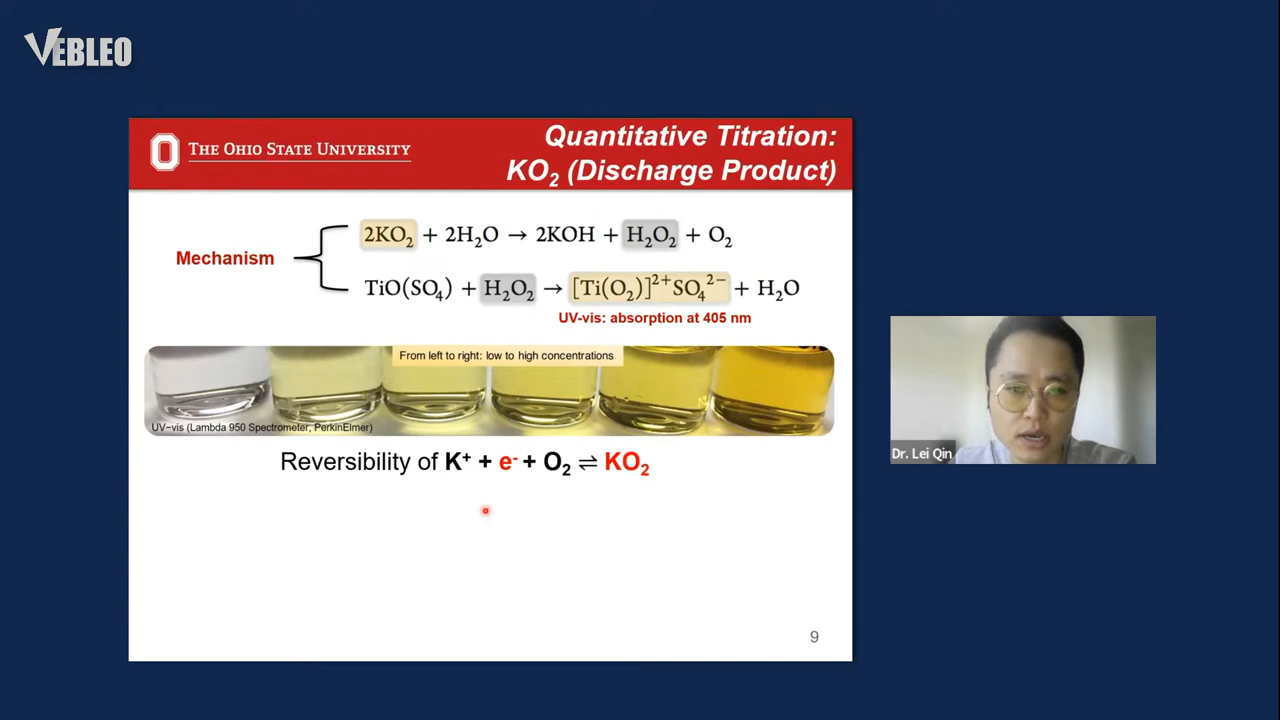 VEBLEO
THE OHIO STATE UNIVERSITY
Quantitative Titration:
KO₂ (Discharge Product)
Mechanism
2KO₂ + 2H₂O → 2KOH + H₂O₂ + O₂
TiO(SO₄) + H₂O₂ → [Ti(O₂)]²⁺SO₄²⁻ + H₂O
UV-vis: absorption at 405 nm
From left to right: low to high concentrations
UV−vis (Lambda 950 Spectrometer, PerkinElmer)
Reversibility of K⁺ + e⁻ + O₂ ⇌ KO₂
9
Dr. Lei Qin